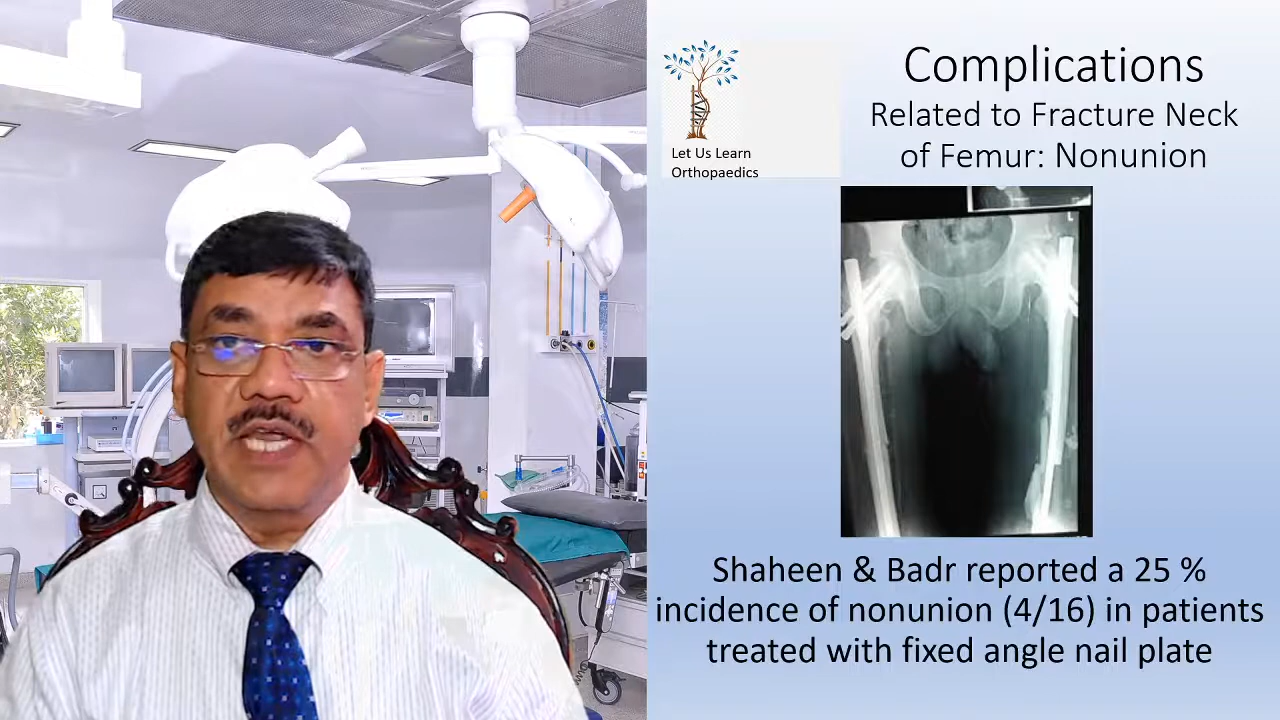 Complications
Related to Fracture Neck
of Femur: Nonunion
Let Us Learn
Orthopaedics
L
Shaheen & Badr reported a 25 %
incidence of nonunion (4/16) in patients
treated with fixed angle nail plate